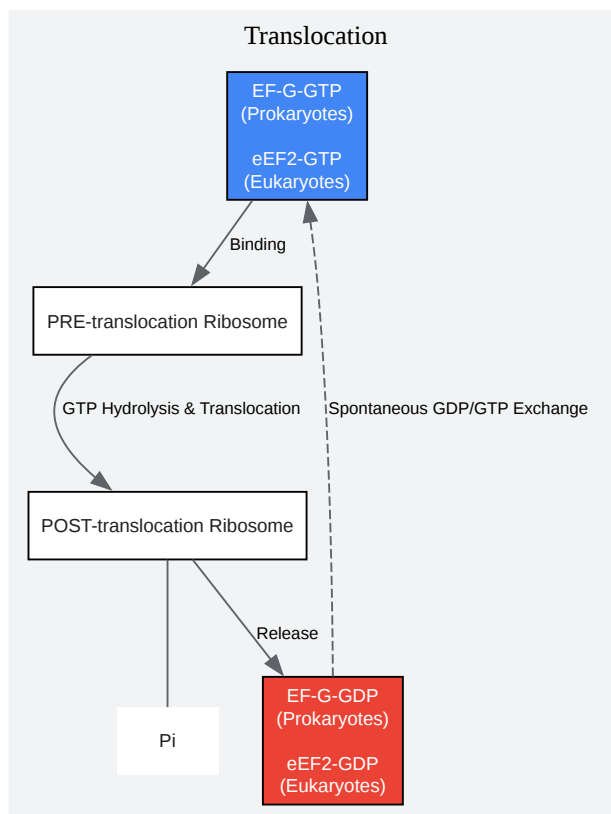 Translocation
EF-G-GTP
(Prokaryotes)
eEF2-GTP
(Eukaryotes)
Binding
PRE-translocation Ribosome
GTP Hydrolysis & Translocation
Spontaneous GDP/GTP Exchange
POST-translocation Ribosome
Release
Pi
EF-G-GDP
(Prokaryotes)
eEF2-GDP
(Eukaryotes)